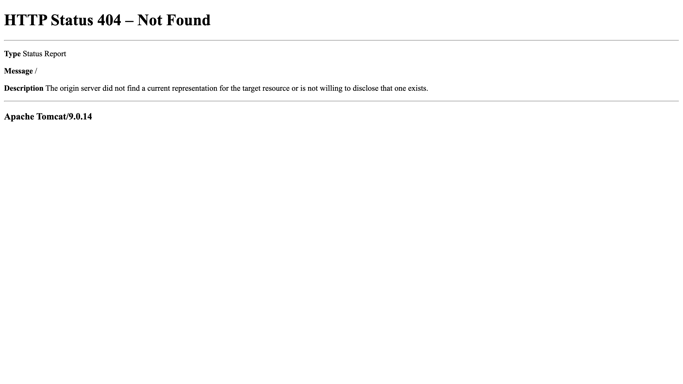 HTTP Status 404 – Not Found
Type Status Report
Message /
Description The origin server did not find a current representation for the target resource or is not willing to disclose that one exists.
Apache Tomcat/9.0.14